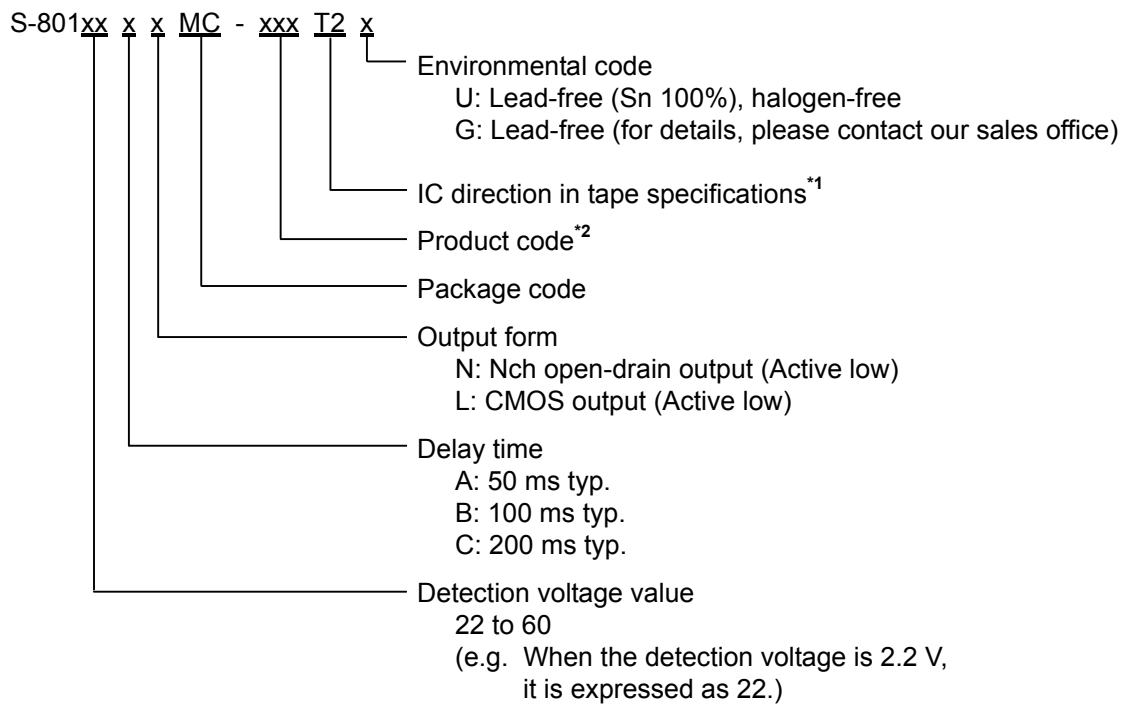 S-801xx x x MC - xxx T2 x
Environmental code
U: Lead-free (Sn 100%), halogen-free
G: Lead-free (for details, please contact our sales office)
IC direction in tape specifications*1
Product code*2
Package code
Output form
N: Nch open-drain output (Active low)
L: CMOS output (Active low)
Delay time
A: 50 ms typ.
B: 100 ms typ.
C: 200 ms typ.
Detection voltage value
22 to 60
(e.g. When the detection voltage is 2.2 V,
it is expressed as 22.)